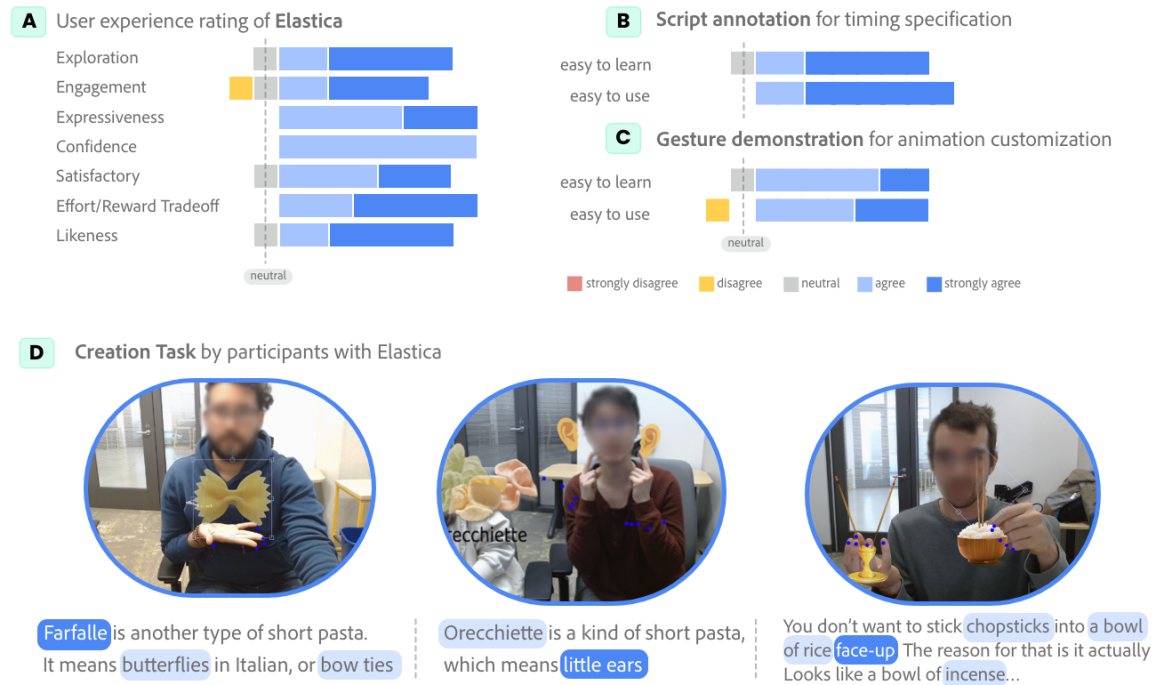 A User experience rating of Elastica
Exploration
Engagement
Expressiveness
Confidence
Satisfactory
Effort/Reward Tradeoff
Likeness
neutral
B Script annotation for timing specification
easy to learn
easy to use
C Gesture demonstration for animation customization
easy to learn
easy to use
neutral
strongly disagree disagree neutral agree strongly agree
D Creation Task by participants with Elastica
recchiette
Farfalle is another type of short pasta.
It means butterflies in Italian, or bow ties
Orecchiette is a kind of short pasta,
which means little ears
You don't want to stick chopsticks into a bowl
of rice face-up The reason for that is it actually
Looks like a bowl of incense...